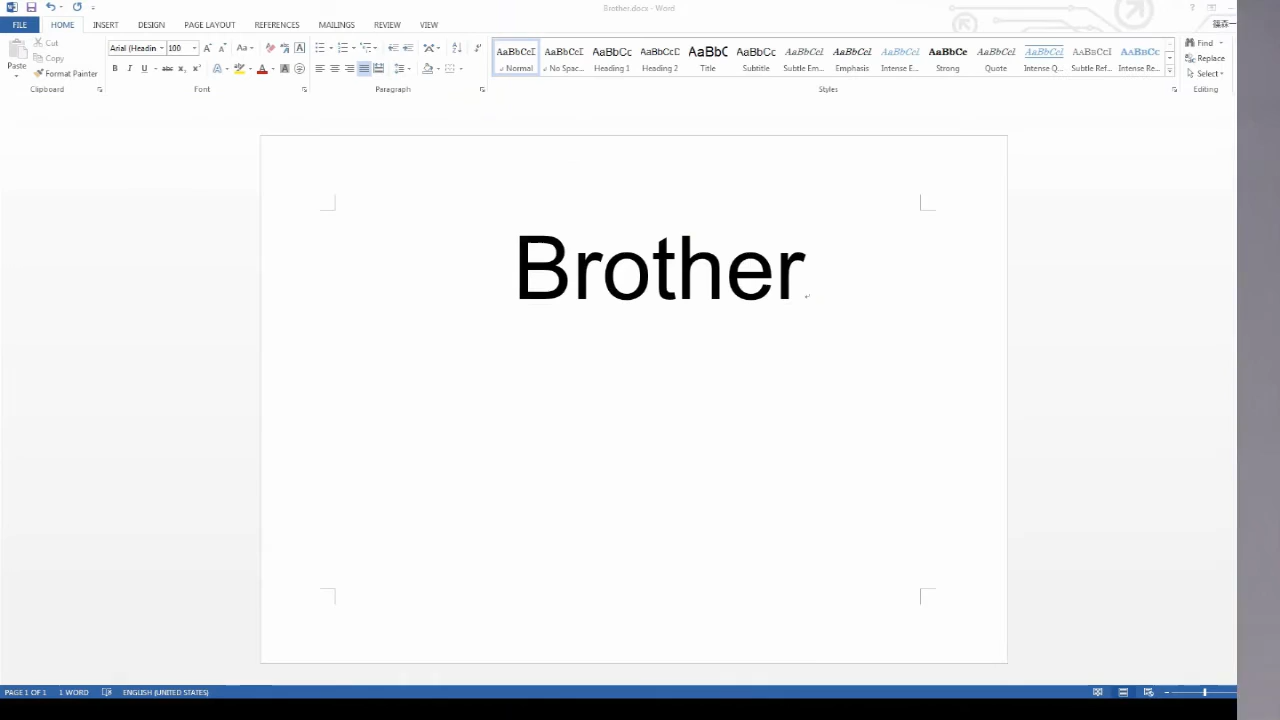 Brother.docx - Word
FILE HOME INSERT DESIGN PAGE LAYOUT REFERENCES MAILINGS REVIEW VIEW
Paste
Cut
Copy
Format Painter
Clipboard
Arial (Headin 100
Font
Paragraph
AaBbCcI AaBbCcI AaBbCc AaBbCcI AaBbC AaBbCc AaBbCcI AaBbCcI AaBbCcI AaBbCc AaBbCcI AaBbCcI AaBbCcI AaBbCc
Normal No Spac... Heading 1 Heading 2 Title Subtitle Subtle Em... Emphasis Intense E... Strong Quote Intense Q... Subtle Ref... Intense Re...
Styles
Find
Replace
Select
Editing
Brother
PAGE 1 OF 1 1 WORD ENGLISH (UNITED STATES)